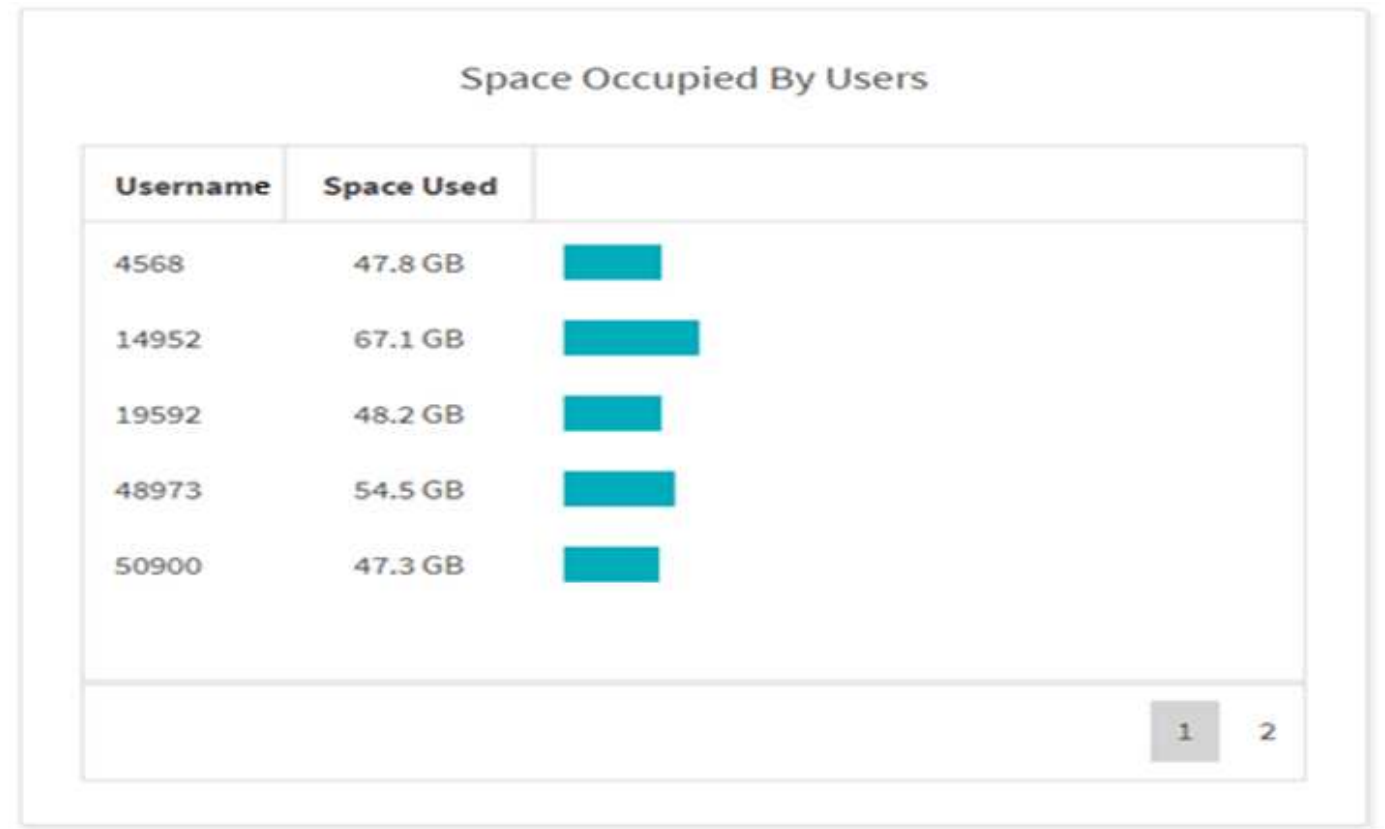 Space Occupied By Users
Username Space Used
4568 47.8 GB
14952 67.1 GB
19592 48.2 GB
48973 54.5 GB
50900 47.3 GB
1 2